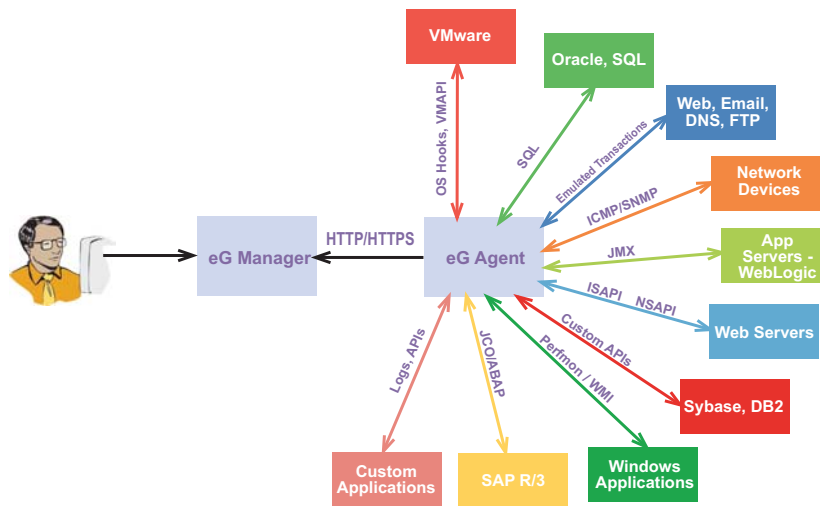 VMware
Oracle, SQL
Web, Email,
DNS, FTP
Network
Devices
App
Servers -
WebLogic
Web Servers
Sybase, DB2
Windows
Applications
SAP R/3
Custom
Applications
eG Manager
HTTP/HTTPS
eG Agent
OS Hooks, VMAPI
SQL
Emulated Transactions
ICMP/SNMP
JMX
ISAPI NSAPI
Custom APIs
Perfmon / WMI
JCO/ABAP
Logs, APIs